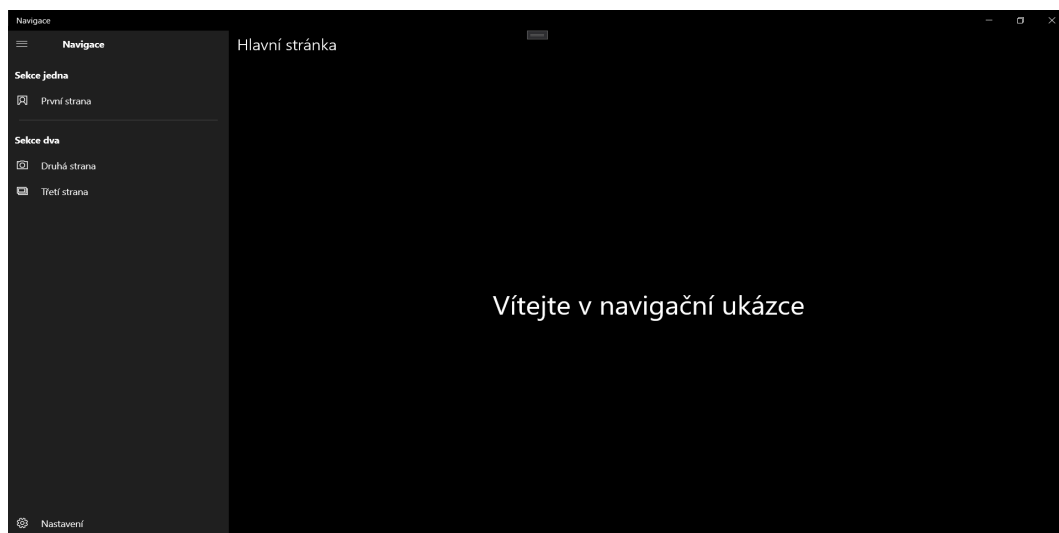 Navigace
Navigace
Hlavní stránka
Sekce jedna
První strana
Sekce dva
Druhá strana
Třetí strana
Vítejte v navigační ukázce
Nastavení